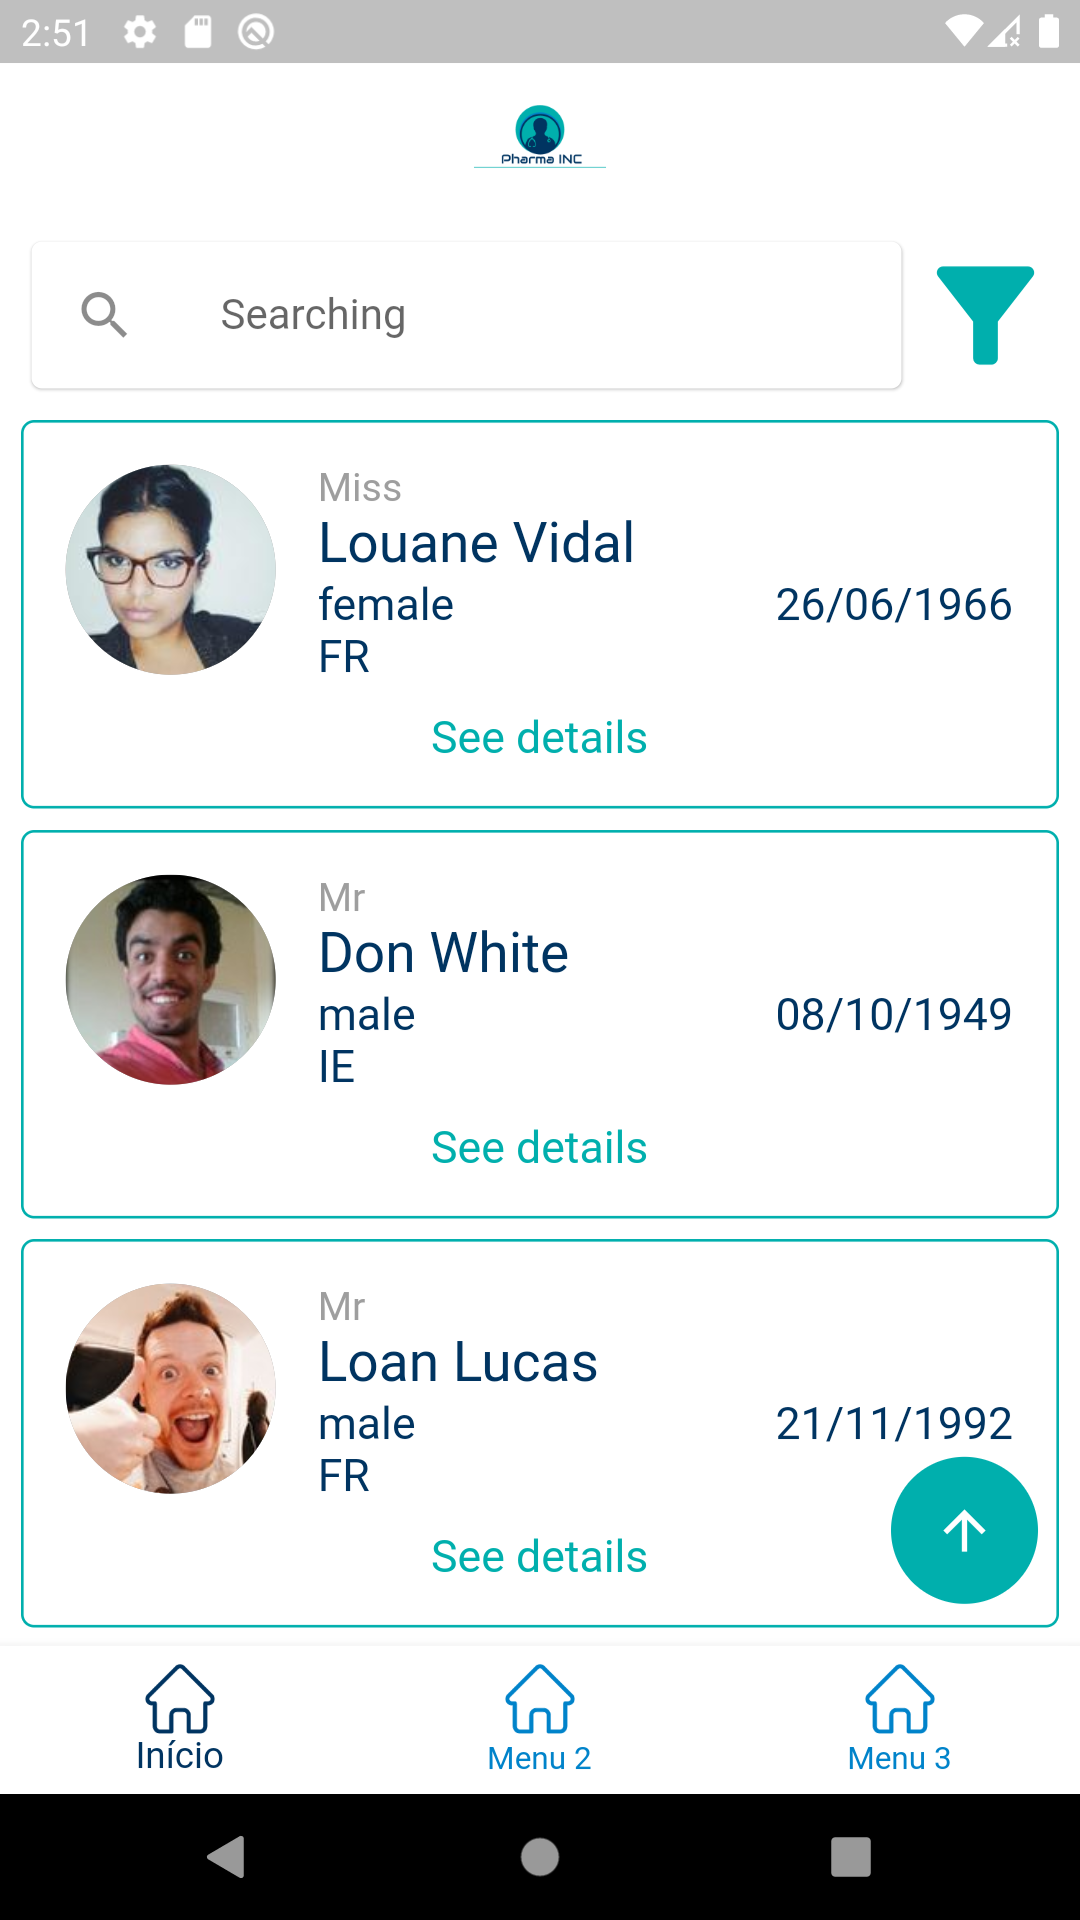 2:51
Pharma INC
Searching
Miss
Louane Vidal
female
26/06/1966
FR
See details
Mr
Don White
male
08/10/1949
IE
See details
Mr
Loan Lucas
male
21/11/1992
FR
See details
Início
Menu 2
Menu 3